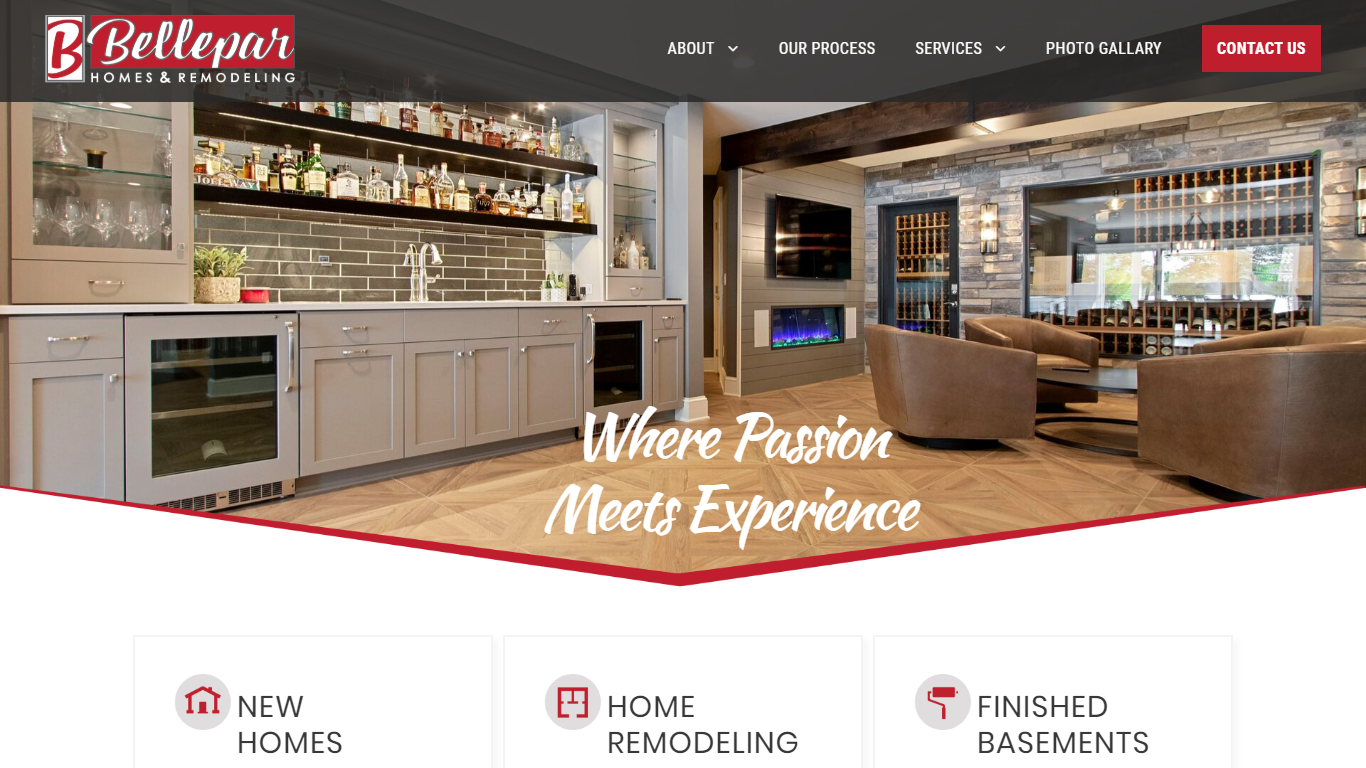 B Bellepar
HOMES & REMODELING
ABOUT
OUR PROCESS
SERVICES
PHOTO GALLARY
CONTACT US
Where Passion
Meets Experience
NEW
HOMES
HOME
REMODELING
FINISHED
BASEMENTS